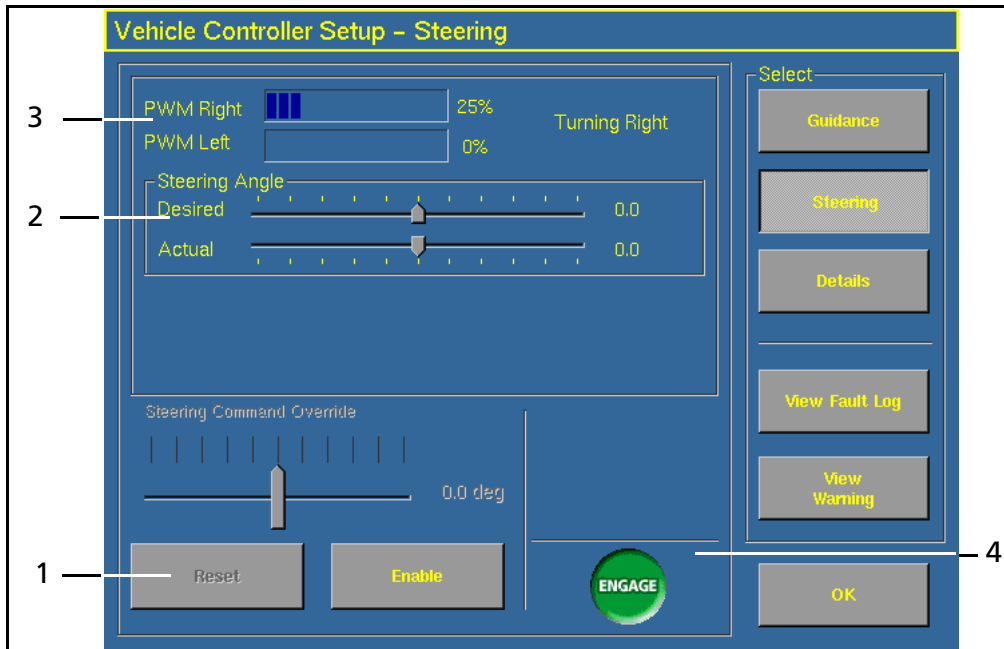 Vehicle Controller Setup – Steering
3
PWM Right 25% Turning Right
PWM Left 0%
Steering Angle
2
Desired 0.0
Actual 0.0
Steering Command Override
0.0 deg
1
Reset
Enable
ENGAGE
4
Select
Guidance
Steering
Details
View Fault Log
View
Warning
OK